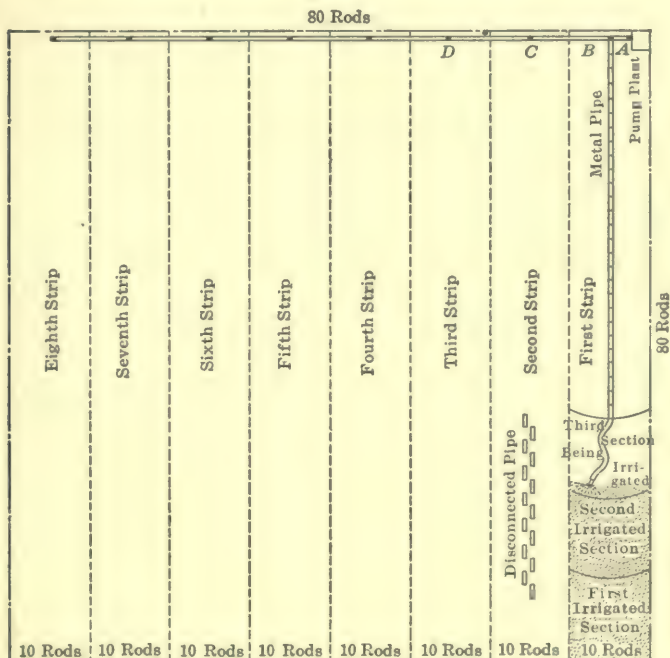 80 Rods
D
C
B
A
Pump Plant
Metal Pipe
80 Rods
Eighth Strip
Seventh Strip
Sixth Strip
Fifth Strip
Fourth Strip
Third Strip
Second Strip
First Strip
Disconnected Pipe
Third
Section
Being
Irri-
gated
Second
Irrigated
Section
First
Irrigated
Section
10 Rods
10 Rods
10 Rods
10 Rods
10 Rods
10 Rods
10 Rods
10 Rods